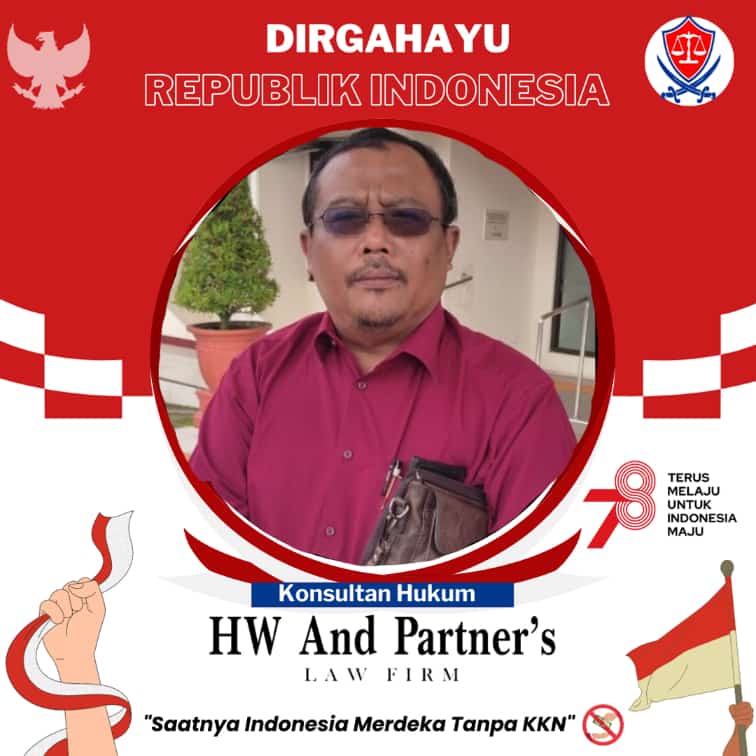 DIRGAHAYU
REPUBLIK INDONESIA
78
TERUS
MELAJU
UNTUK
INDONESIA
MAJU
Konsultan Hukum
HW And Partner's
LAW FIRM
"Saatnya Indonesia Merdeka Tanpa KKN"